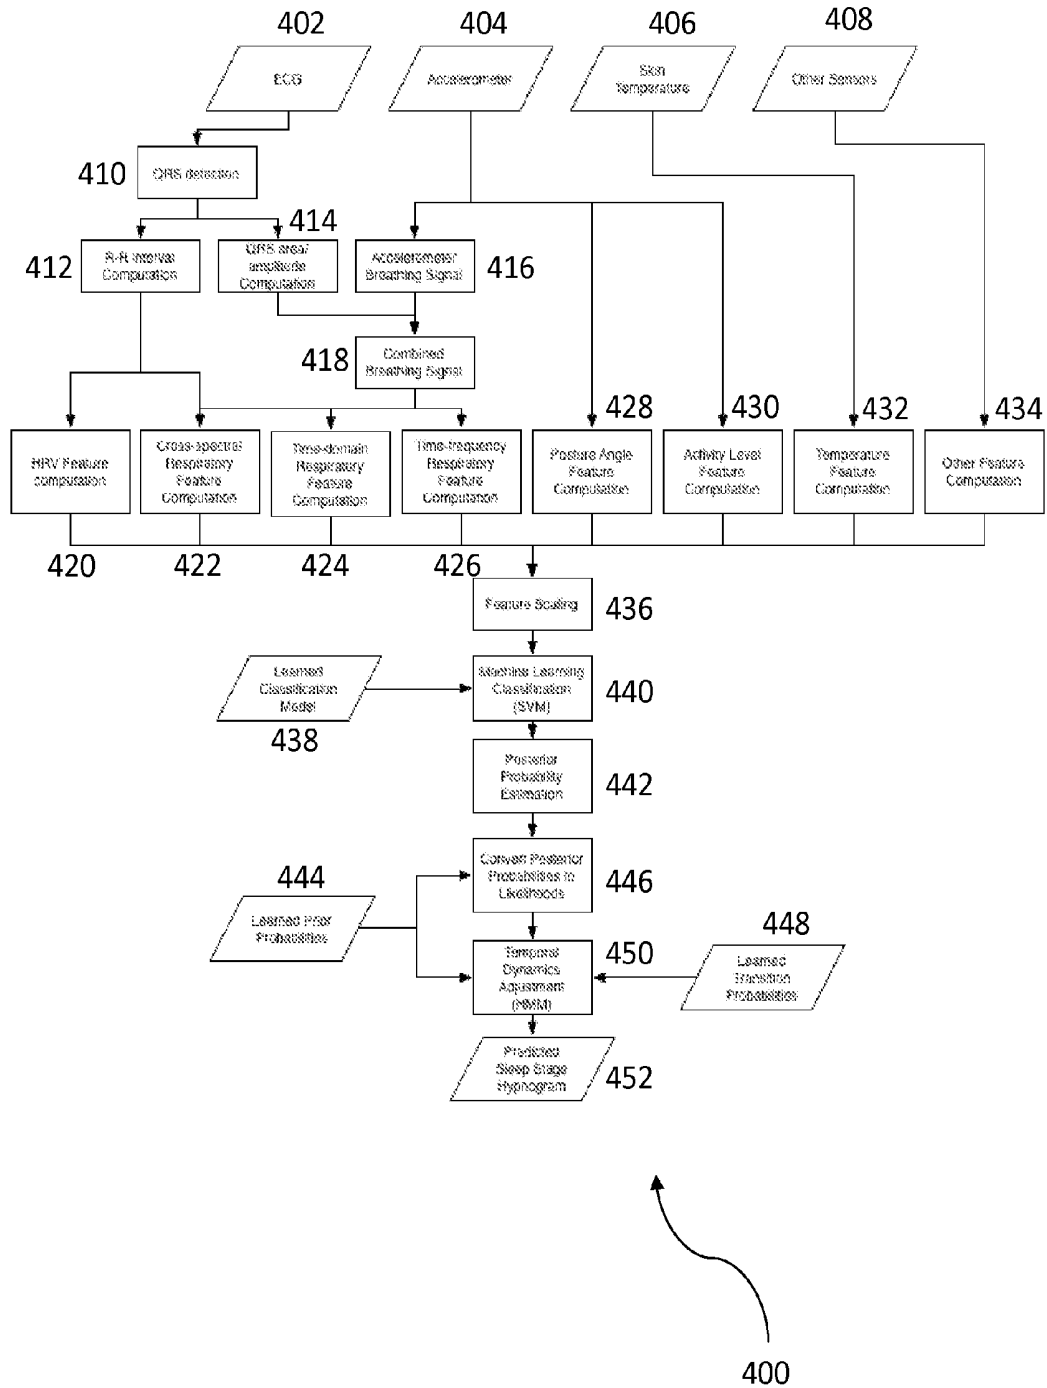 402
404
406
408
ECG
Accelerometer
Skin
Temperature
Other Sensors
410
QRS detection
414
412
R-R Interval
Computation
QRS area/
amplitude
Computation
Accelerometer
Breathing Signal
416
418
Combined
Breathing Signal
428
430
432
434
HRV Feature
computation
Cross-spectral
Respiratory
Feature
Computation
Time-domain
Respiratory
Feature
Computation
Time-frequency
Respiratory
Feature
Computation
Posture Angle
Feature
Computation
Activity Level
Feature
Computation
Temperature
Feature
Computation
Other Feature
Computation
420
422
424
426
Feature Scaling
436
Learned
Classification
Model
438
Machine Learning
Classification
(SVM)
440
Posterior
Probability
Estimation
442
444
Convert Posterior
Probabilities to
Likelihoods
446
Learned Prior
Probabilities
448
450
Temporal
Dynamics
Adjustment
(HMM)
Learned
Transition
Probabilities
Predicted
Sleep Stage
Hypnogram
452
400